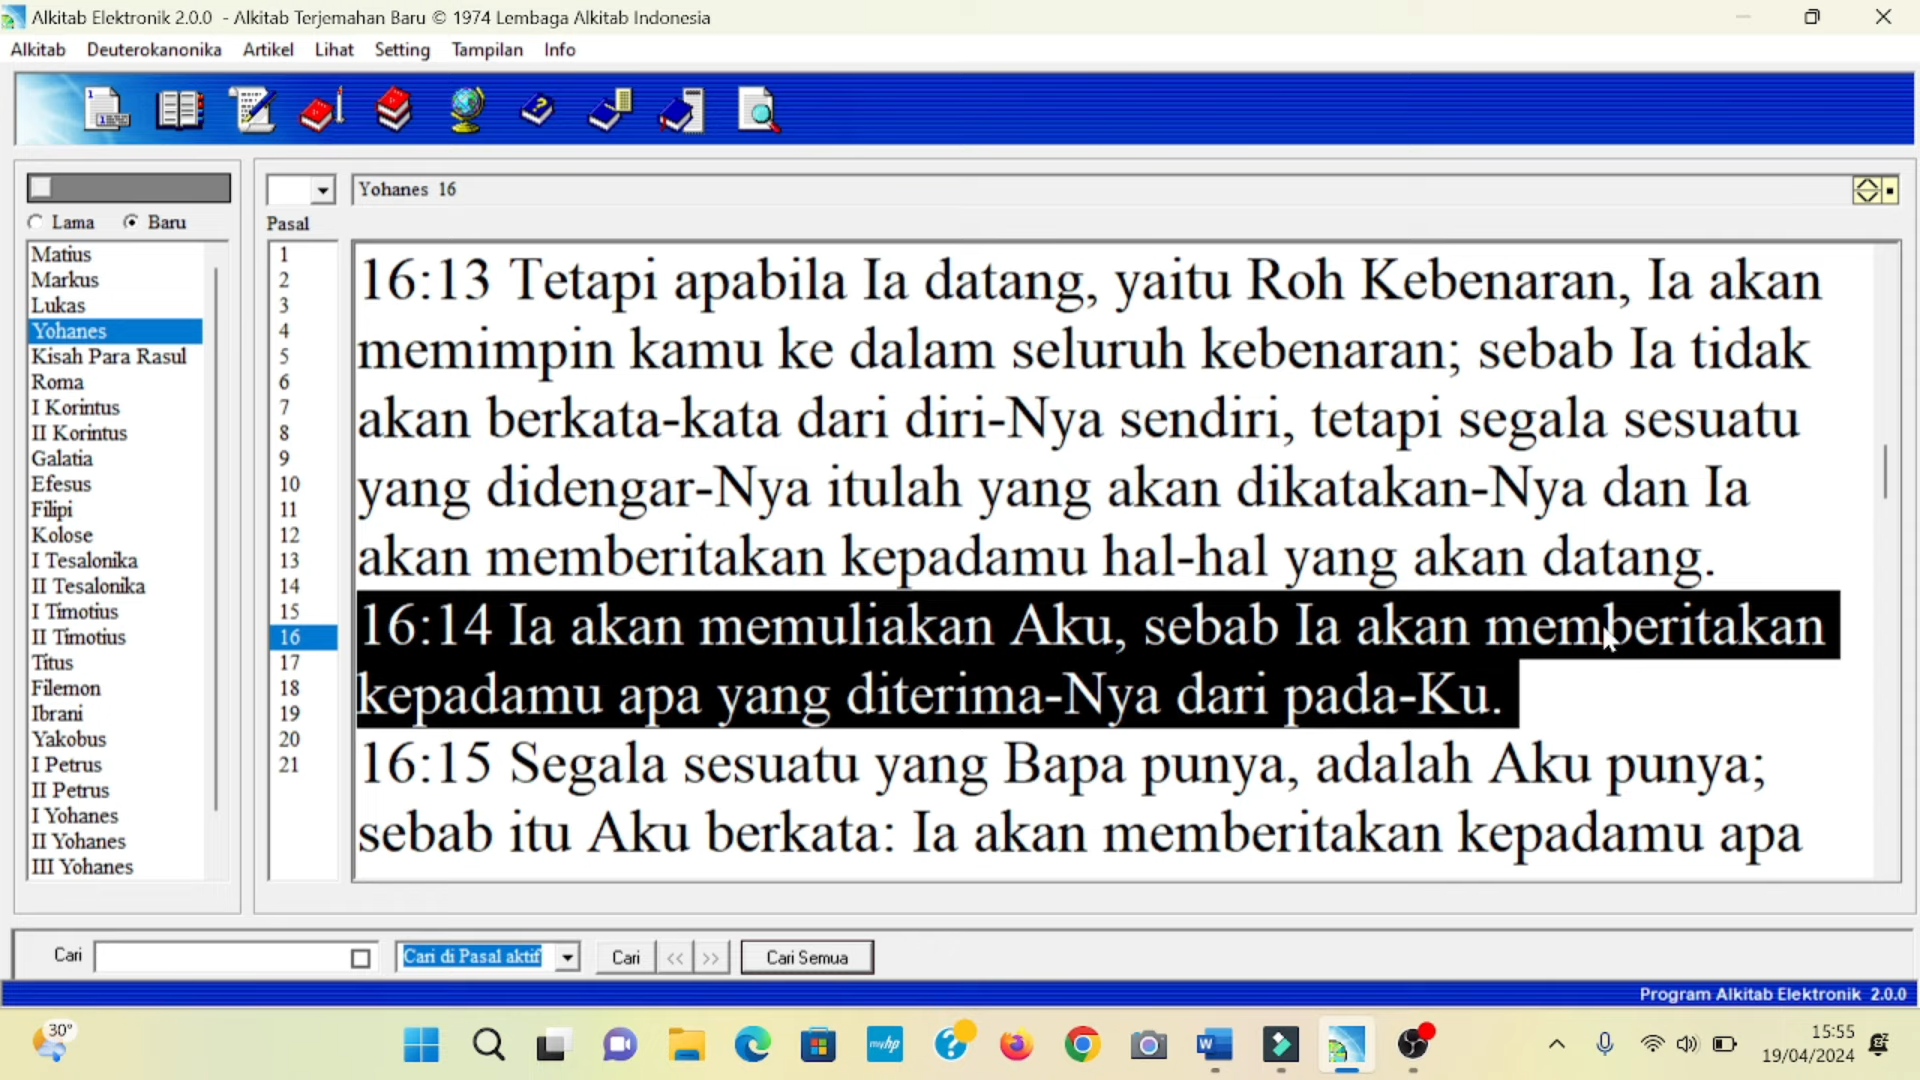 Alkitab Elektronik 2.0.0 - Alkitab Terjemahan Baru © 1974 Lembaga Alkitab Indonesia
Alkitab Deuterokanonika Artikel Lihat Setting Tampilan Info
Lama Baru
Matius
Markus
Lukas
Yohanes
Kisah Para Rasul
Roma
I Korintus
II Korintus
Galatia
Efesus
Filipi
Kolose
I Tesalonika
II Tesalonika
I Timotius
II Timotius
Titus
Filemon
Ibrani
Yakobus
I Petrus
II Petrus
I Yohanes
II Yohanes
III Yohanes
Pasal
1
2
3
4
5
6
7
8
9
10
11
12
13
14
15
16
17
18
19
20
21
Yohanes 16
16:13 Tetapi apabila Ia datang, yaitu Roh Kebenaran, Ia akan
memimpin kamu ke dalam seluruh kebenaran; sebab Ia tidak
akan berkata-kata dari diri-Nya sendiri, tetapi segala sesuatu
yang didengar-Nya itulah yang akan dikatakan-Nya dan Ia
akan memberitakan kepadamu hal-hal yang akan datang.
16:14 Ia akan memuliakan Aku, sebab Ia akan memberitakan
kepadamu apa yang diterima-Nya dari pada-Ku.
16:15 Segala sesuatu yang Bapa punya, adalah Aku punya;
sebab itu Aku berkata: Ia akan memberitakan kepadamu apa
Cari Cari di Pasal aktif Cari << >> Cari Semua
Program Alkitab Elektronik 2.0.0
30°
myhp
W
15:55
19/04/2024